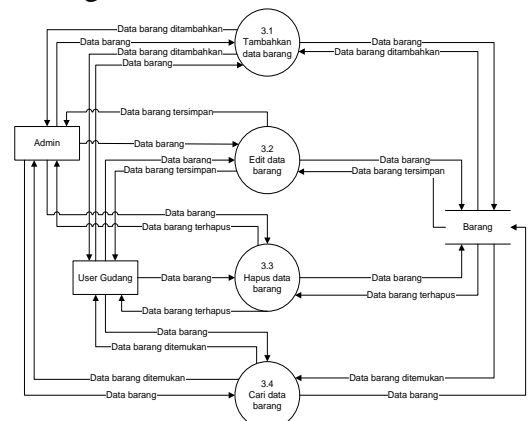 Data barang ditambahkan
Data barang
Data barang ditambahkan
Data barang
3.1
Tambahkan
data barang
Data barang
Data barang ditambahkan
Data barang tersimpan
Admin
Data barang
Data barang
Data barang tersimpan
3.2
Edit data
barang
Data barang
Data barang tersimpan
Data barang
Data barang terhapus
Barang
User Gudang
Data barang
3.3
Hapus data
barang
Data barang
Data barang terhapus
Data barang terhapus
Data barang
Data barang ditemukan
Data barang ditemukan
Data barang
3.4
Cari data
barang
Data barang ditemukan
Data barang